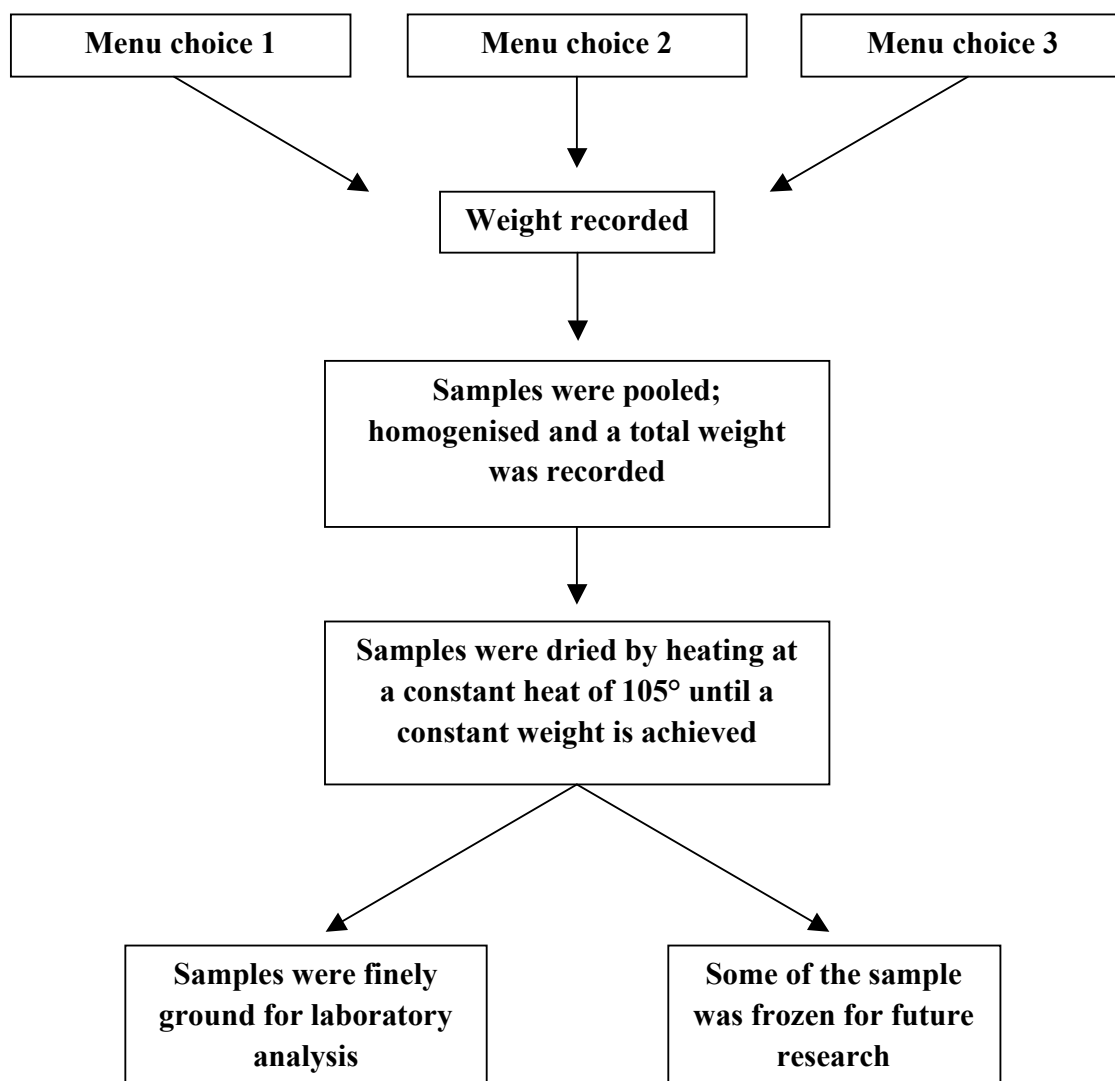 Menu choice 1
Menu choice 2
Menu choice 3
Weight recorded
Samples were pooled;
homogenised and a total weight
was recorded
Samples were dried by heating at
a constant heat of 105° until a
constant weight is achieved
Samples were finely
ground for laboratory
analysis
Some of the sample
was frozen for future
research